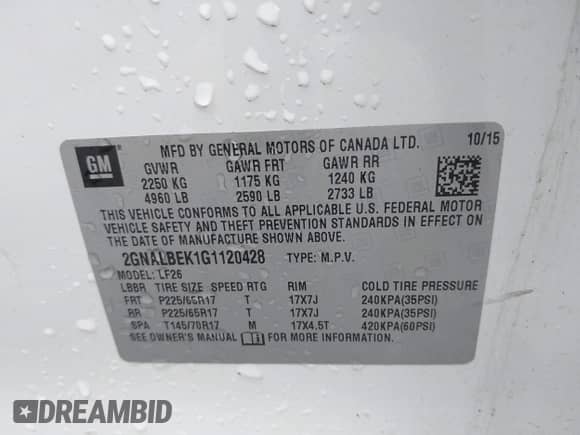 GM
MFD BY GENERAL MOTORS OF CANADA LTD. 10/15
GVWR GAWR FRT GAWR RR
2250 KG 1175 KG 1240 KG
4960 LB 2590 LB 2733 LB
THIS VEHICLE CONFORMS TO ALL APPLICABLE U.S. FEDERAL MOTOR
VEHICLE SAFETY AND THEFT PREVENTION STANDARDS IN EFFECT ON
THE DATE OF MANUFACTURE SHOWN ABOVE.
2GNALBEK1G1120428 TYPE: M.P.V.
MODEL: LF26
LBBR TIRE SIZE SPEED RTG RIM COLD TIRE PRESSURE
FRT P225/65R17 T 17X7J 240KPA(35PSI)
RR P225/65R17 T 17X7J 240KPA(35PSI)
SPA T145/70R17 M 17X4.5T 420KPA(60PSI)
SEE OWNER'S MANUAL FOR MORE INFORMATION.
DREAMBID